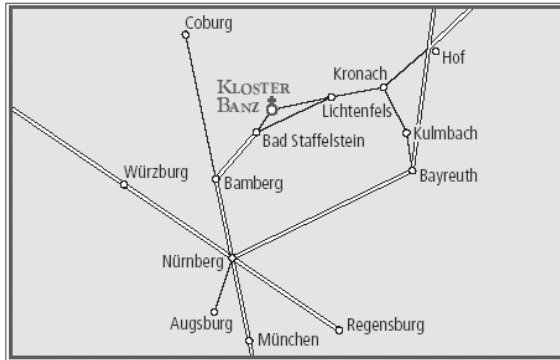 Coburg
Hof
Kronach
KLOSTER
BANZ
Lichtenfels
Bad Staffelstein
Kulmbach
Würzburg
Bamberg
Bayreuth
Nürnberg
Augsburg
Regensburg
München